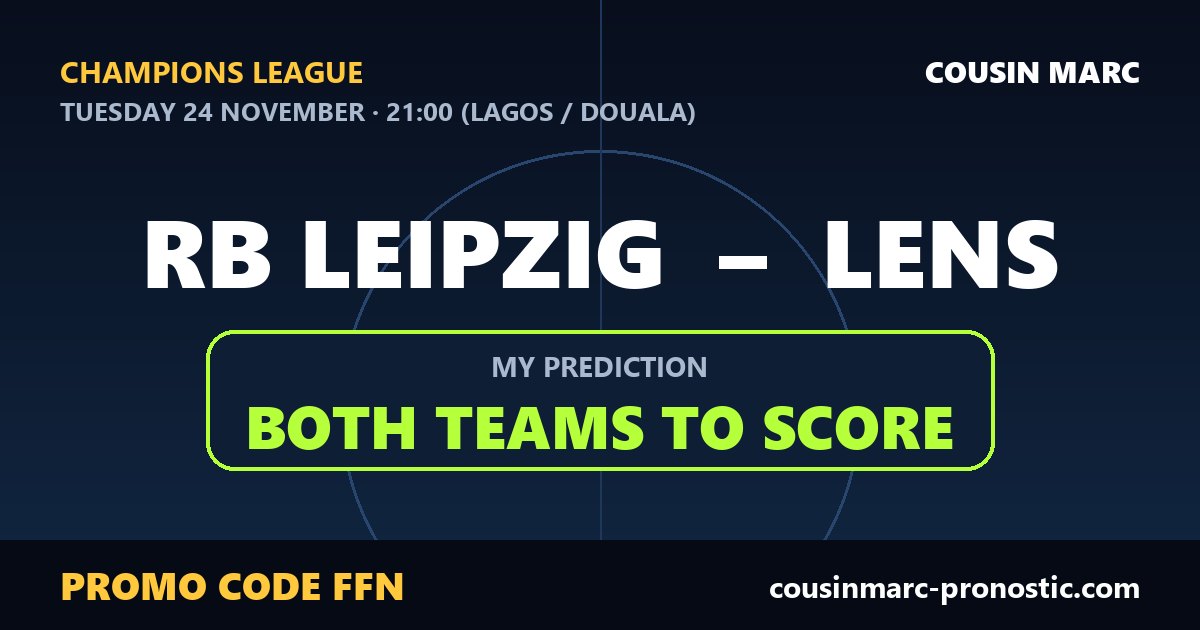 CHAMPIONS LEAGUE
COUSIN MARC
TUESDAY 24 NOVEMBER · 21:00 (LAGOS / DOUALA)
RB LEIPZIG – LENS
MY PREDICTION
BOTH TEAMS TO SCORE
PROMO CODE FFN
cousinmarc-pronostic.com